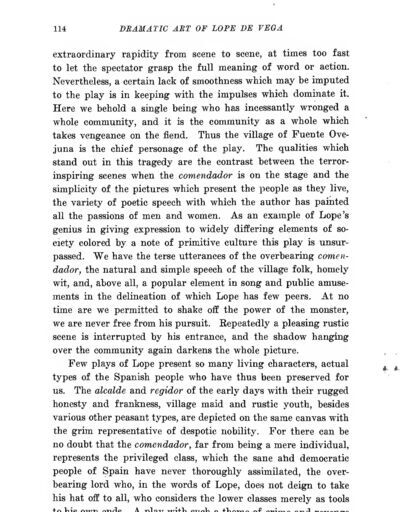 114 DRAMATIC ART OF LOPE DE VEGA
extraordinary rapidity from scene to scene, at times too fast
to let the spectator grasp the full meaning of word or action.
Nevertheless, a certain lack of smoothness which may be imputed
to the play is in keeping with the impulses which dominate it.
Here we behold a single being who has incessantly wronged a
whole community, and it is the community as a whole which
takes vengeance on the fiend. Thus the village of Fuente Ove-
juna is the chief personage of the play. The qualities which
stand out in this tragedy are the contrast between the terror-
inspiring scenes when the comendador is on the stage and the
simplicity of the pictures which present the people as they live,
the variety of poetic speech with which the author has painted
all the passions of men and women. As an example of Lope's
genius in giving expression to widely differing elements of so-
ciety colored by a note of primitive culture this play is unsur-
passed. We have the terse utterances of the overbearing comen-
dador, the natural and simple speech of the village folk, homely
wit, and, above all, a popular element in song and public amuse-
ments in the delineation of which Lope has few peers. At no
time are we permitted to shake off the power of the monster,
we are never free from his pursuit. Repeatedly a pleasing rustic
scene is interrupted by his entrance, and the shadow hanging
over the community again darkens the whole picture.
Few plays of Lope present so many living characters, actual
types of the Spanish people who have thus been preserved for
us. The alcalde and regidor of the early days with their rugged
honesty and frankness, village maid and rustic youth, besides
various other peasant types, are depicted on the same canvas with
the grim representative of despotic nobility. For there can be
no doubt that the comendador, far from being a mere individual,
represents the privileged class, which the sane and democratic
people of Spain have never thoroughly assimilated, the over-
bearing lord who, in the words of Lope, does not deign to take
his hat off to all, who considers the lower classes merely as tools
to his own ends. A play with such a theme of crime and revenge